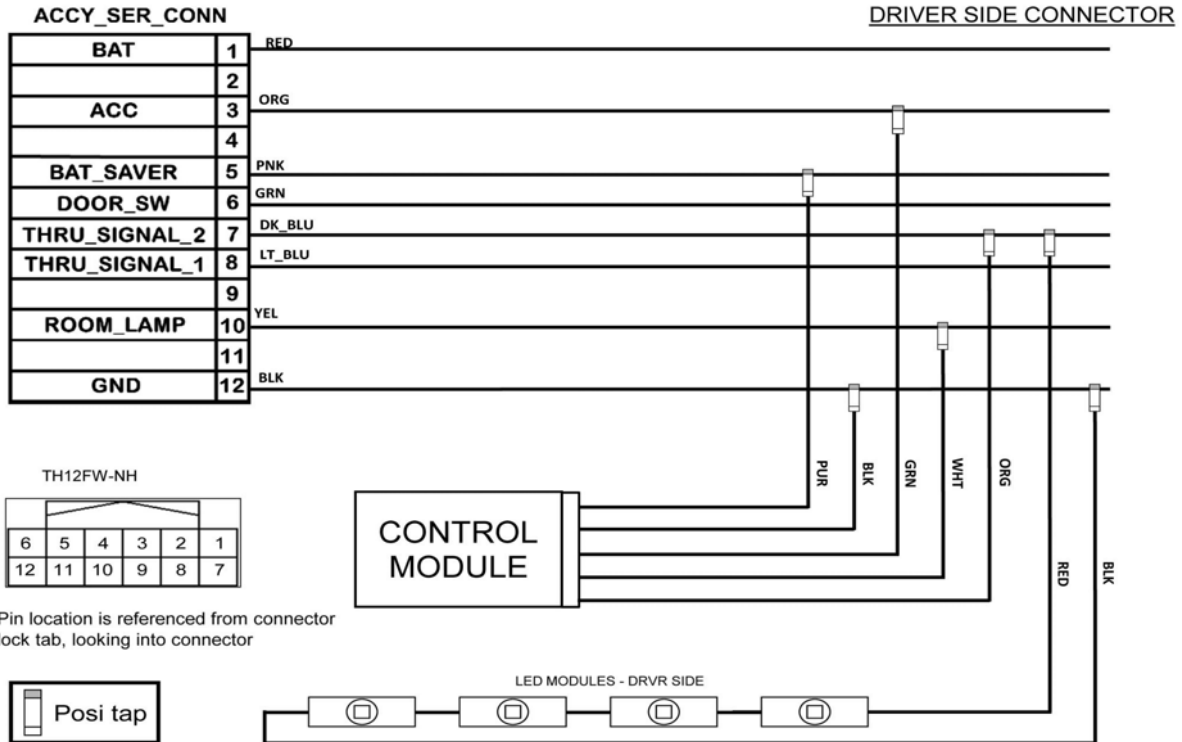 ACCY_SER_CONN
DRIVER SIDE CONNECTOR
BAT 1 RED
2
ACC 3 ORG
4
BAT_SAVER 5 PNK
DOOR_SW 6 GRN
THRU_SIGNAL_2 7 DK_BLU
THRU_SIGNAL_1 8 LT_BLU
9
ROOM_LAMP 10 YEL
11
GND 12 BLK
PUR BLK GRN WHT ORG
RED BLK
TH12FW-NH
6 5 4 3 2 1
12 11 10 9 8 7
CONTROL
MODULE
Pin location is referenced from connector
lock tab, looking into connector
Posi tap
LED MODULES - DRVR SIDE